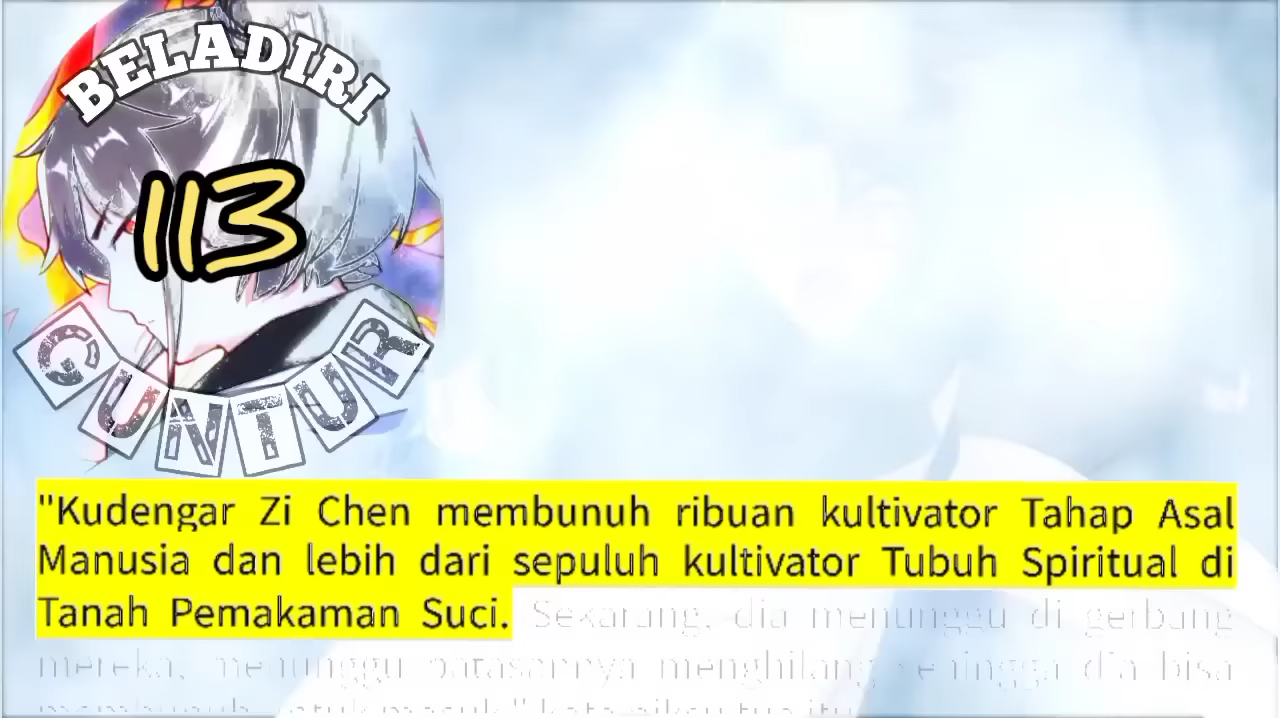 BELADIRI
113
GUNTUR
"Kudengar Zi Chen membunuh ribuan kultivator Tahap Asal
Manusia dan lebih dari sepuluh kultivator Tubuh Spiritual di
Tanah Pemakaman Suci. Sekarang, dia menunggu di gerbang
mereka, menunggu batasannya menghilang sehingga dia bisa